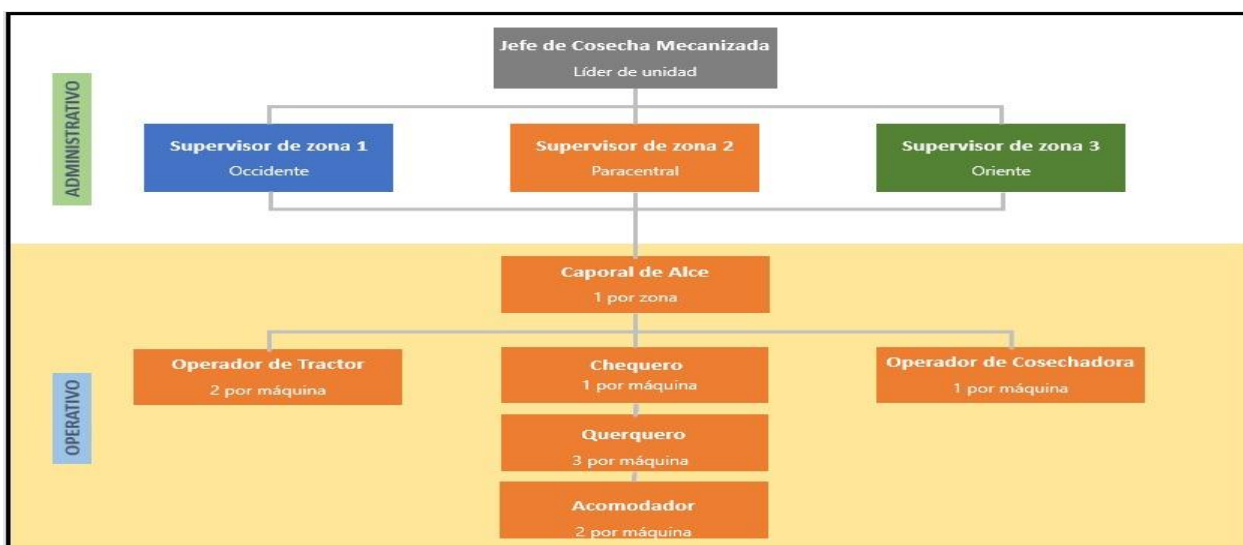 ADMINISTRATIVO
Jefe de Cosecha Mecanizada
Líder de unidad
Supervisor de zona 1
Occidente
Supervisor de zona 2
Paracentral
Supervisor de zona 3
Oriente
OPERATIVO
Caporal de Alce
1 por zona
Operador de Tractor
2 por máquina
Chequero
1 por máquina
Operador de Cosechadora
1 por máquina
Querquero
3 por máquina
Acomodador
2 por máquina